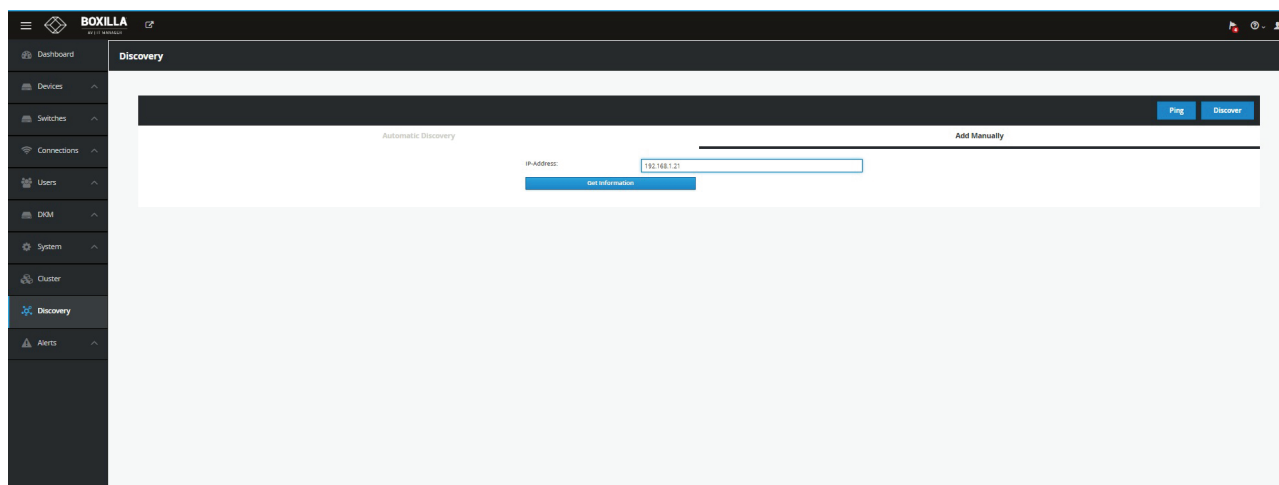 BOXILLA
Dashboard
Discovery
Devices
Ping
Discover
Switches
Automatic Discovery
Add Manually
Connections
IP-Address:
192.168.1.21
Get Information
Users
DKM
System
Cluster
Discovery
Alerts